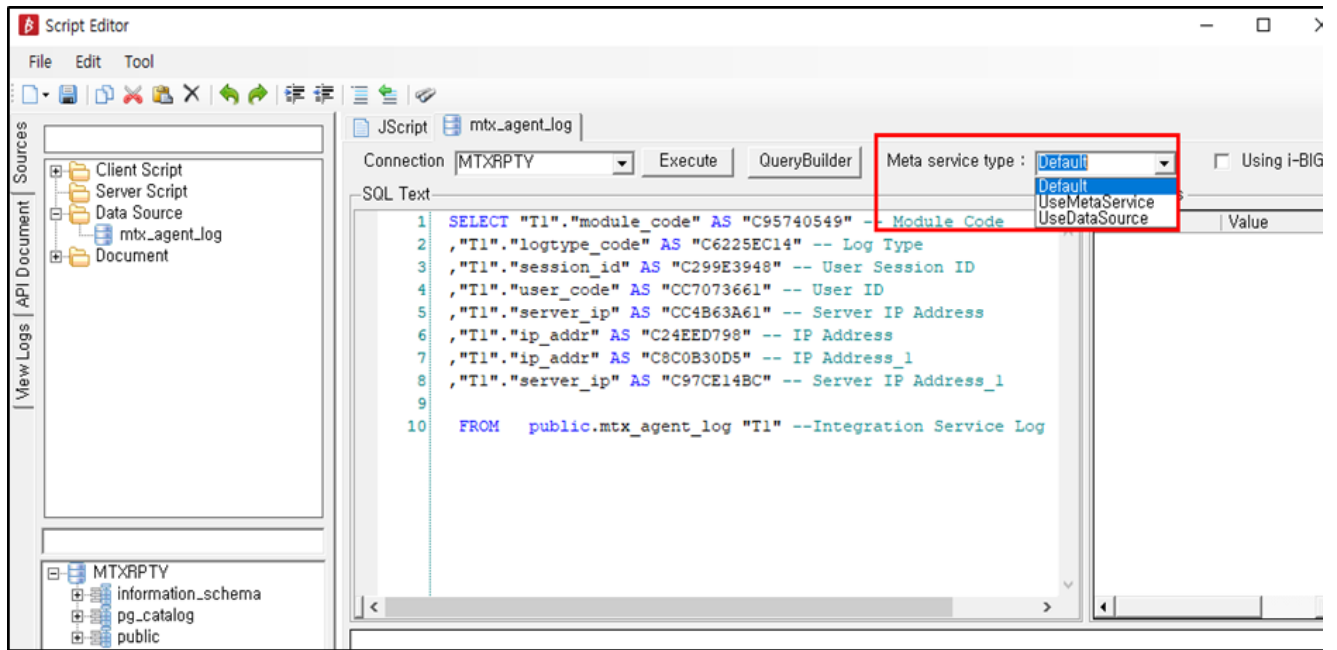 Script Editor
File Edit Tool
Sources
API Document
View Logs
Client Script
Server Script
Data Source
mtx_agent_log
Document
MTXRPTY
information_schema
pg_catalog
public
JScript mtx_agent_log
Connection MTXRPTY Execute QueryBuilder Meta service type : Default Using i-BIG
Default
UseMetaService
UseDataSource
SQL Text
Value
1 SELECT "T1"."module_code" AS "C95740549" -- Module Code
2 ,"T1"."logtype_code" AS "C6225EC14" -- Log Type
3 ,"T1"."session_id" AS "C299E3948" -- User Session ID
4 ,"T1"."user_code" AS "CC7073661" -- User ID
5 ,"T1"."server_ip" AS "CC4B63A61" -- Server IP Address
6 ,"T1"."ip_addr" AS "C24EED798" -- IP Address
7 ,"T1"."ip_addr" AS "C8C0B30D5" -- IP Address_1
8 ,"T1"."server_ip" AS "C97CE14BC" -- Server IP Address_1
9
10 FROM public.mtx_agent_log "T1" --Integration Service Log